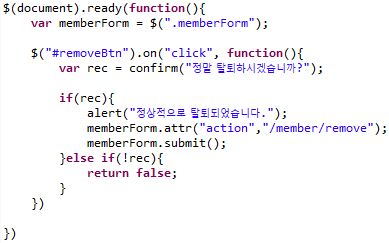 $(document).ready(function(){
    var memberForm = $(".memberForm");
    $("#removeBtn").on("click", function(){
        var rec = confirm("정말 탈퇴하시겠습니까?");
        if(rec){
            alert("정상적으로 탈퇴되었습니다.");
            memberForm.attr("action","/member/remove");
            memberForm.submit();
        }else if(!rec){
            return false;
        }
    })
})